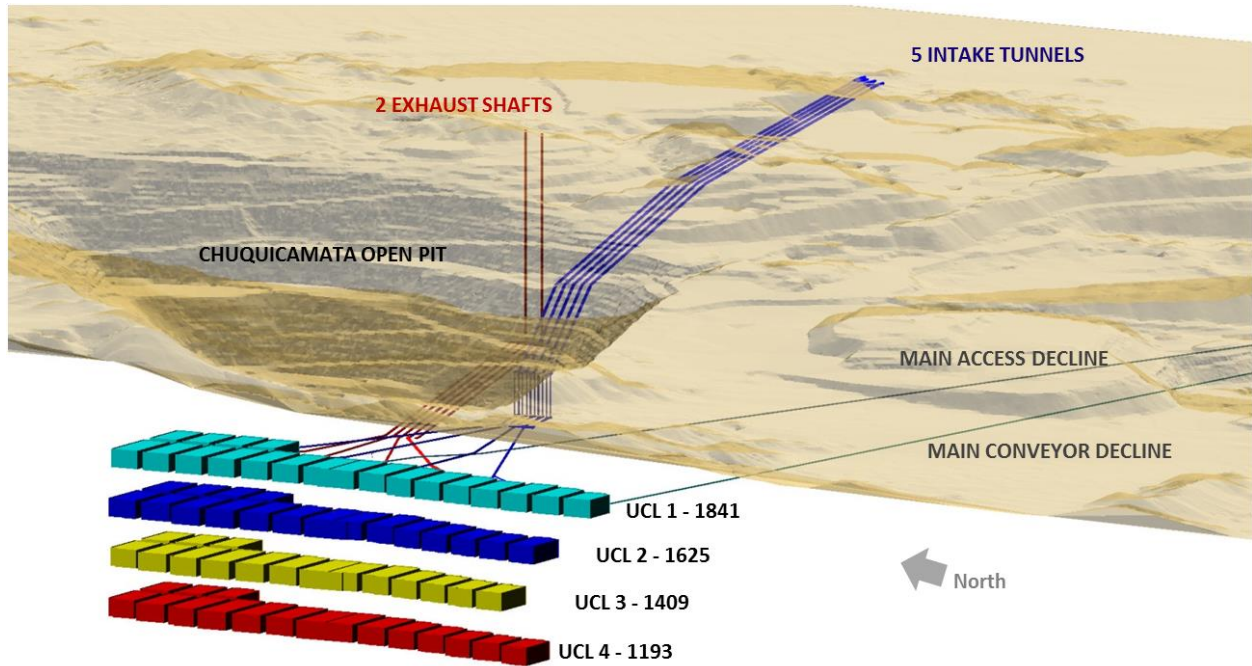 5 INTAKE TUNNELS
2 EXHAUST SHAFTS
CHUQUICAMATA OPEN PIT
MAIN ACCESS DECLINE
MAIN CONVEYOR DECLINE
UCL 1 - 1841
UCL 2 - 1625
North
UCL 3 - 1409
UCL 4 - 1193